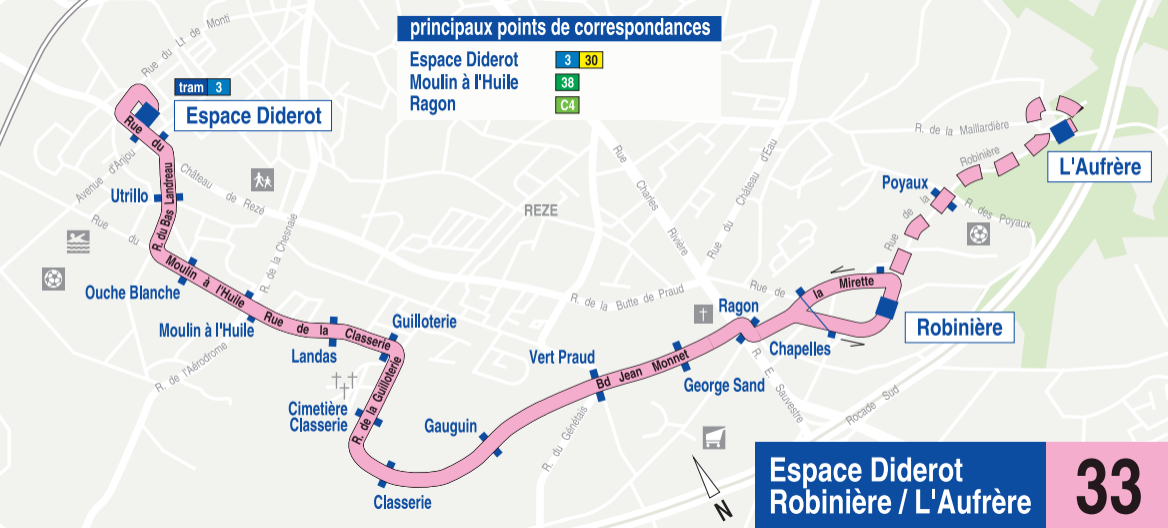 principaux points de correspondances
Espace Diderot 3 30
Moulin à l'Huile 38
Ragon C4
Rue du Lt de Monti
tram 3
Espace Diderot
Rue du
Avenue d'Anjou
Château de Rezé
R. du Bas Landreau
Utrillo
Rue du
Moulin à l'Huile
Ouche Blanche
R. de la Chesnaie
Moulin à l'Huile
Rue de la Classerie
Guilloterie
Landas
R. de l'Aérodrome
R. de la Guilloterie
Cimetière
Classerie
Gauguin
Classerie
REZE
Rue Charles Rivière
Rue du Château d'Eau
R. de la Butte de Praud
Vert Praud
Bd Jean Monnet
R. du Génétais
George Sand
Ragon
Rue de
la Mirette
Chapelles
R. E Sauvestre
Rocade Sud
Robinière
Rue de la
Robinière
Poyaux
R. des Poyaux
R. de la Maillardière
L'Aufrère
N
Espace Diderot
Robinière / L'Aufrère
33